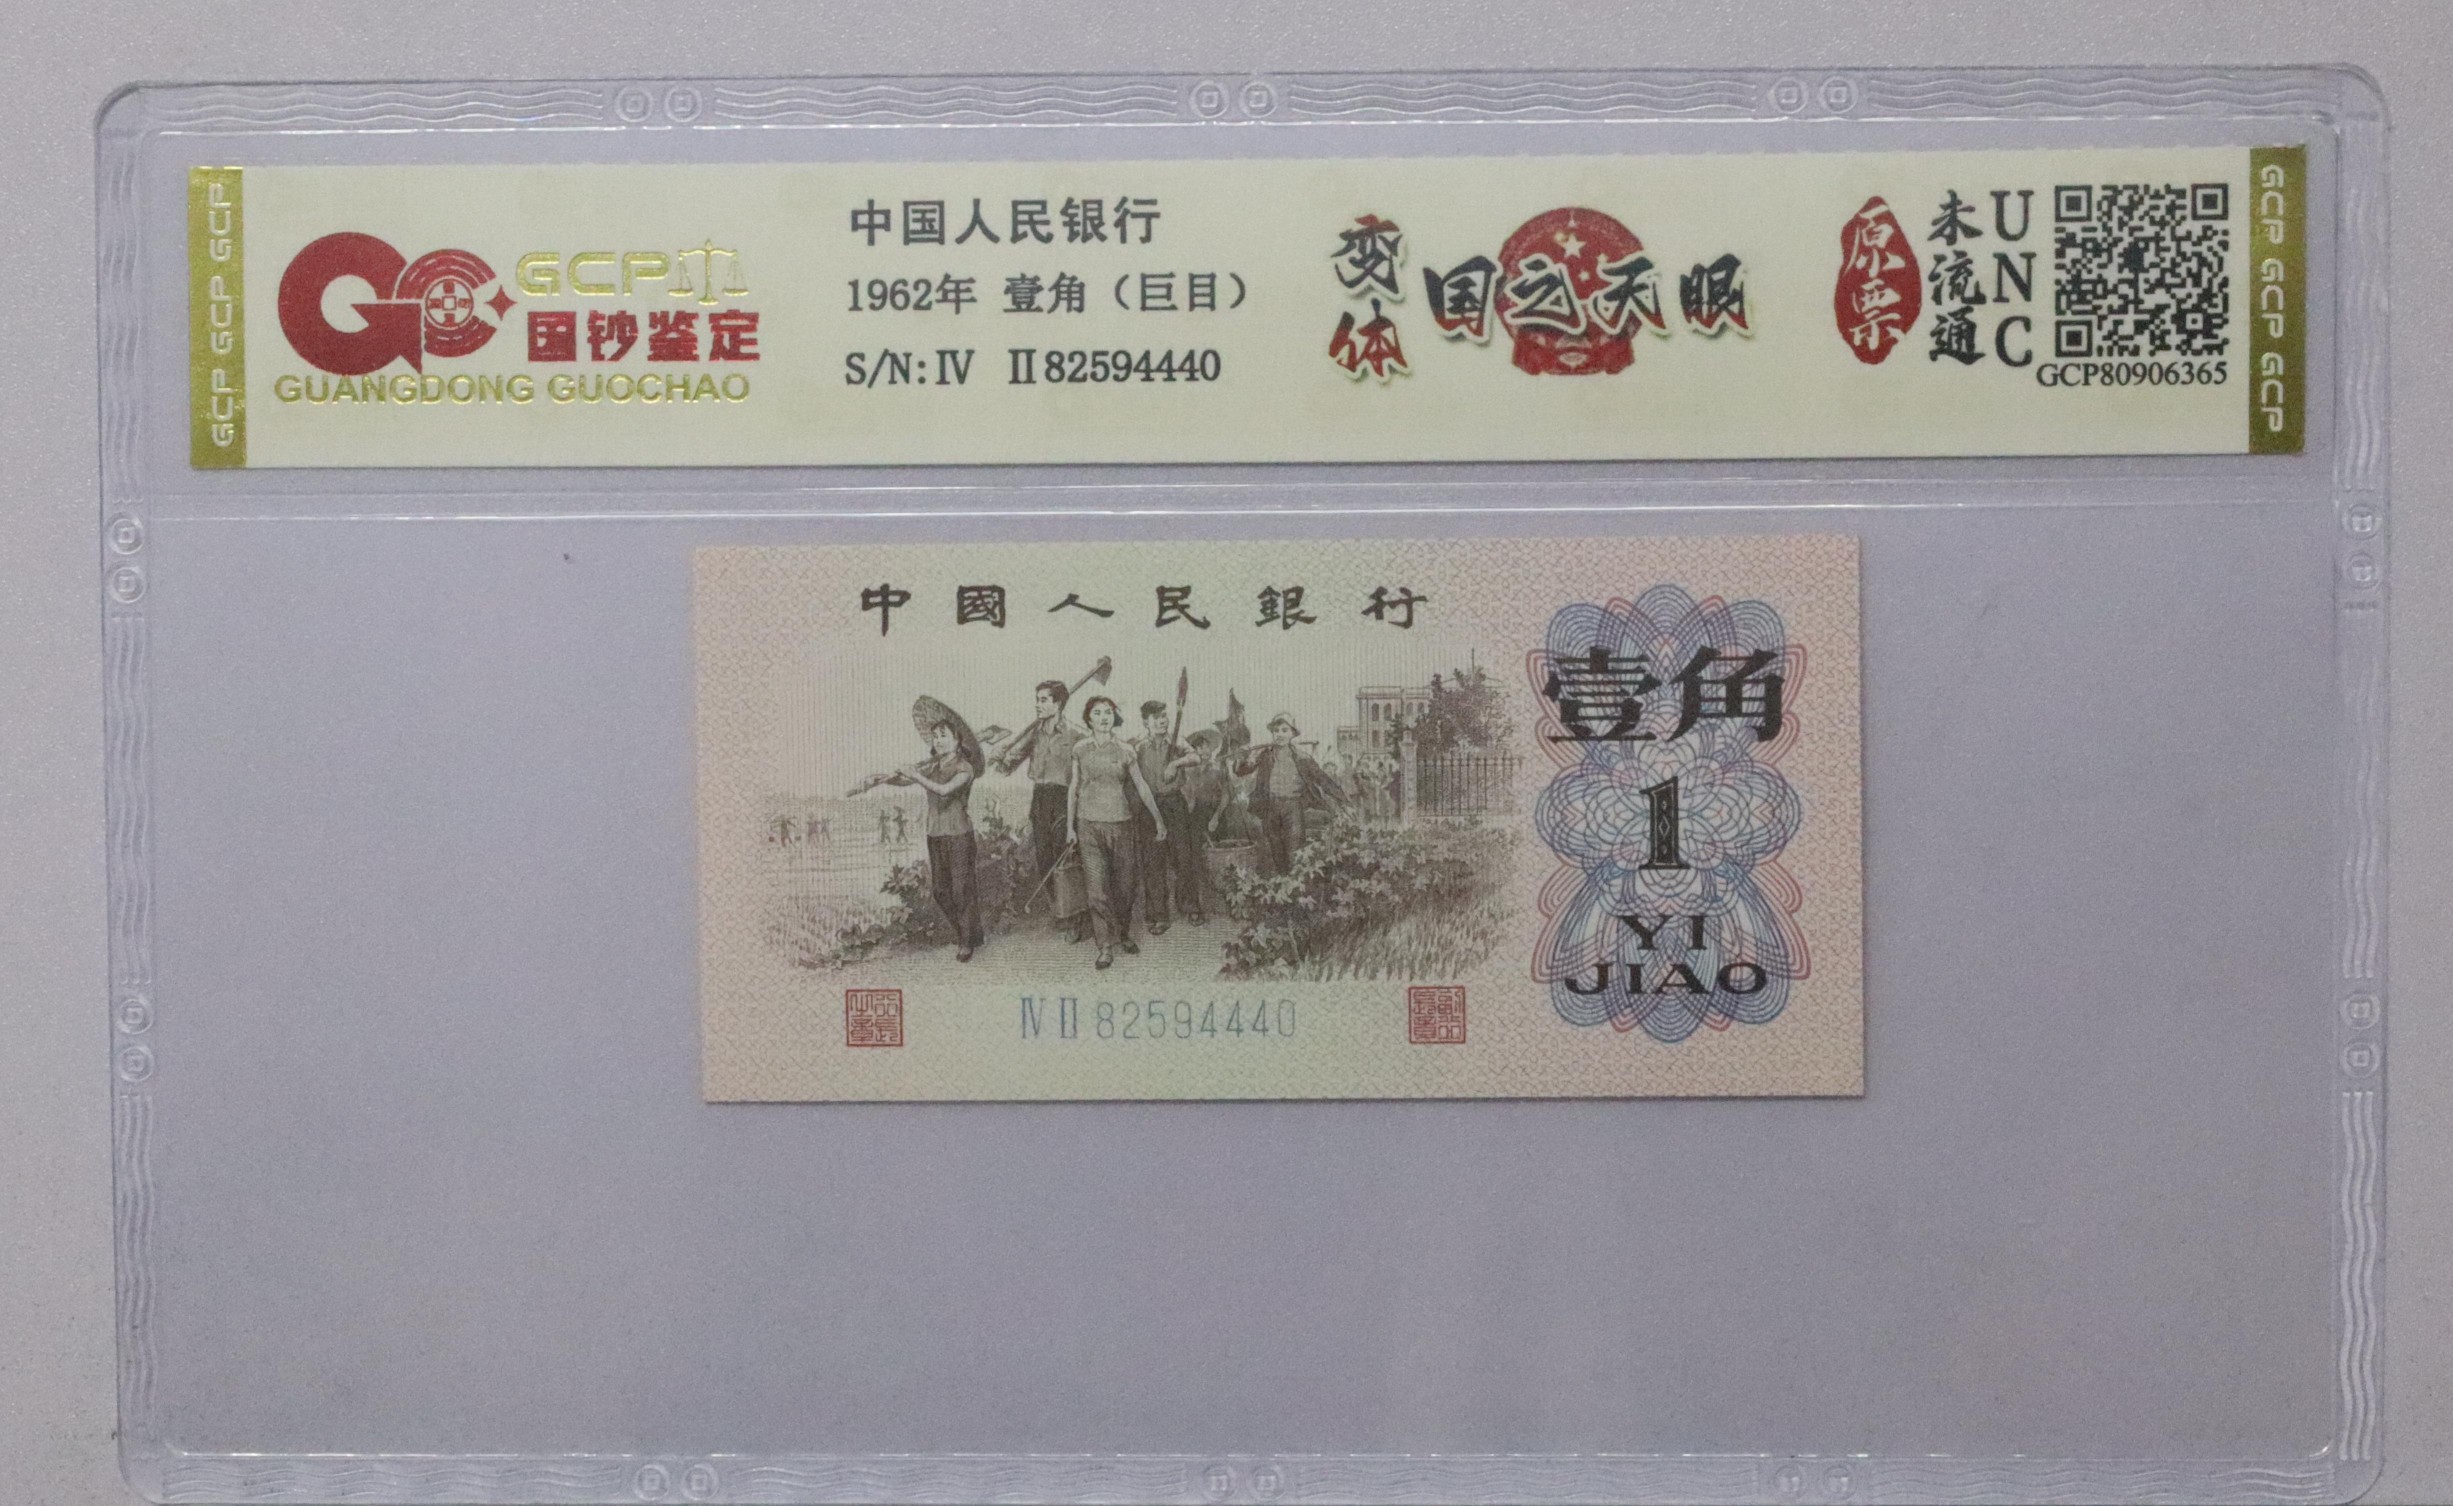 GCP GCP GCP
GCP
国钞鉴定
GUANGDONG GUOCHAO
中国人民银行
1962年 壹角（巨目）
S/N: Ⅳ Ⅱ 82594440
变体
国之天眼
原票
未流通
UNC
GCP80906365
GCP GCP GCP
中國人民銀行
壹角
1
YI
JIAO
Ⅳ Ⅱ 82594440